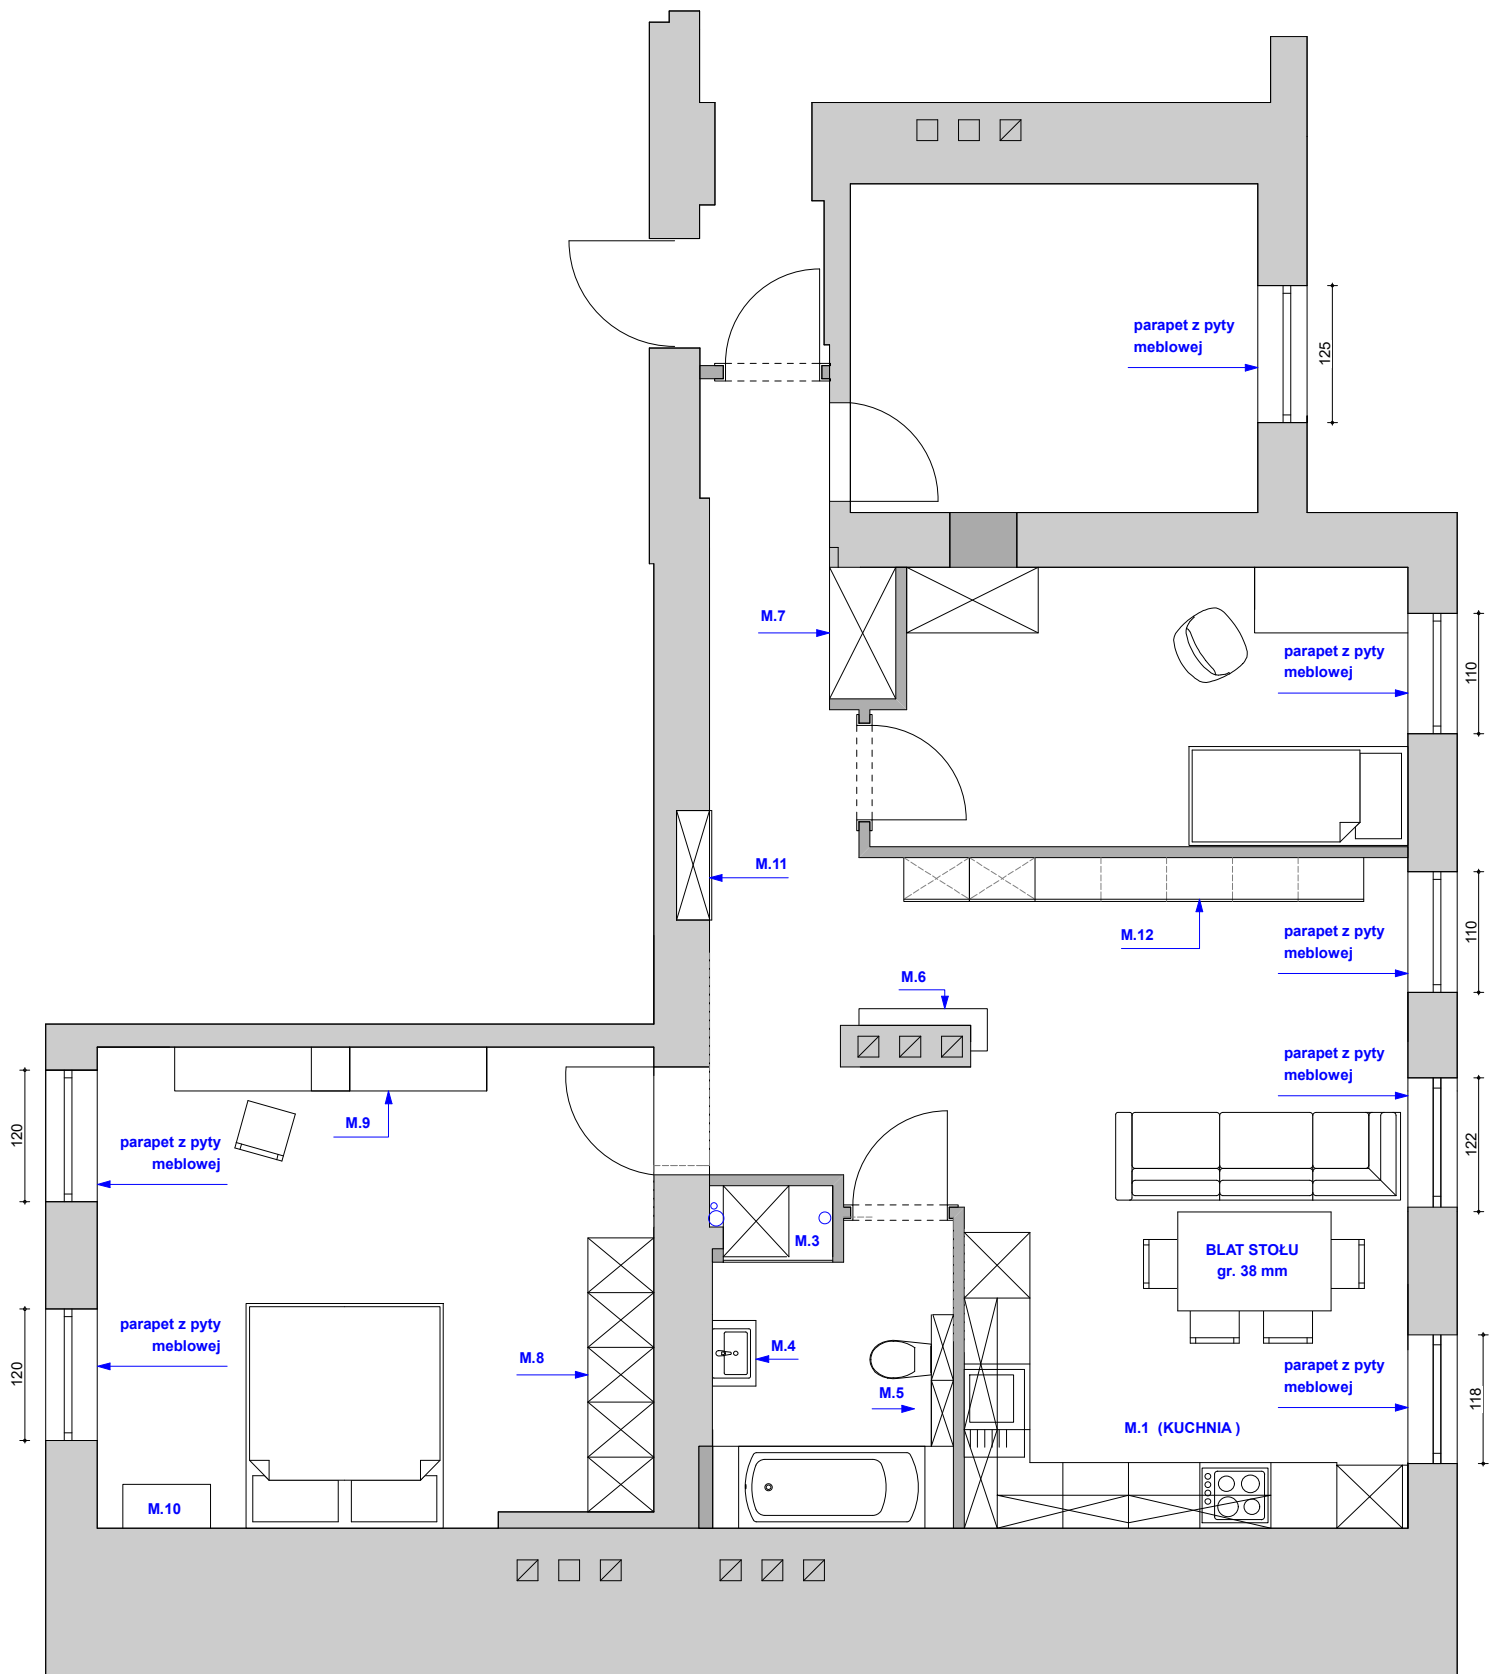 parapet z pyty
meblowej
125
M.7
parapet z pyty
meblowej
110
M.11
M.12
parapet z pyty
meblowej
110
M.6
parapet z pyty
meblowej
122
M.9
parapet z pyty
meblowej
120
M.3
BLAT STOŁU
gr. 38 mm
parapet z pyty
meblowej
120
M.8
M.4
M.5
parapet z pyty
meblowej
118
M.1 (KUCHNIA )
M.10